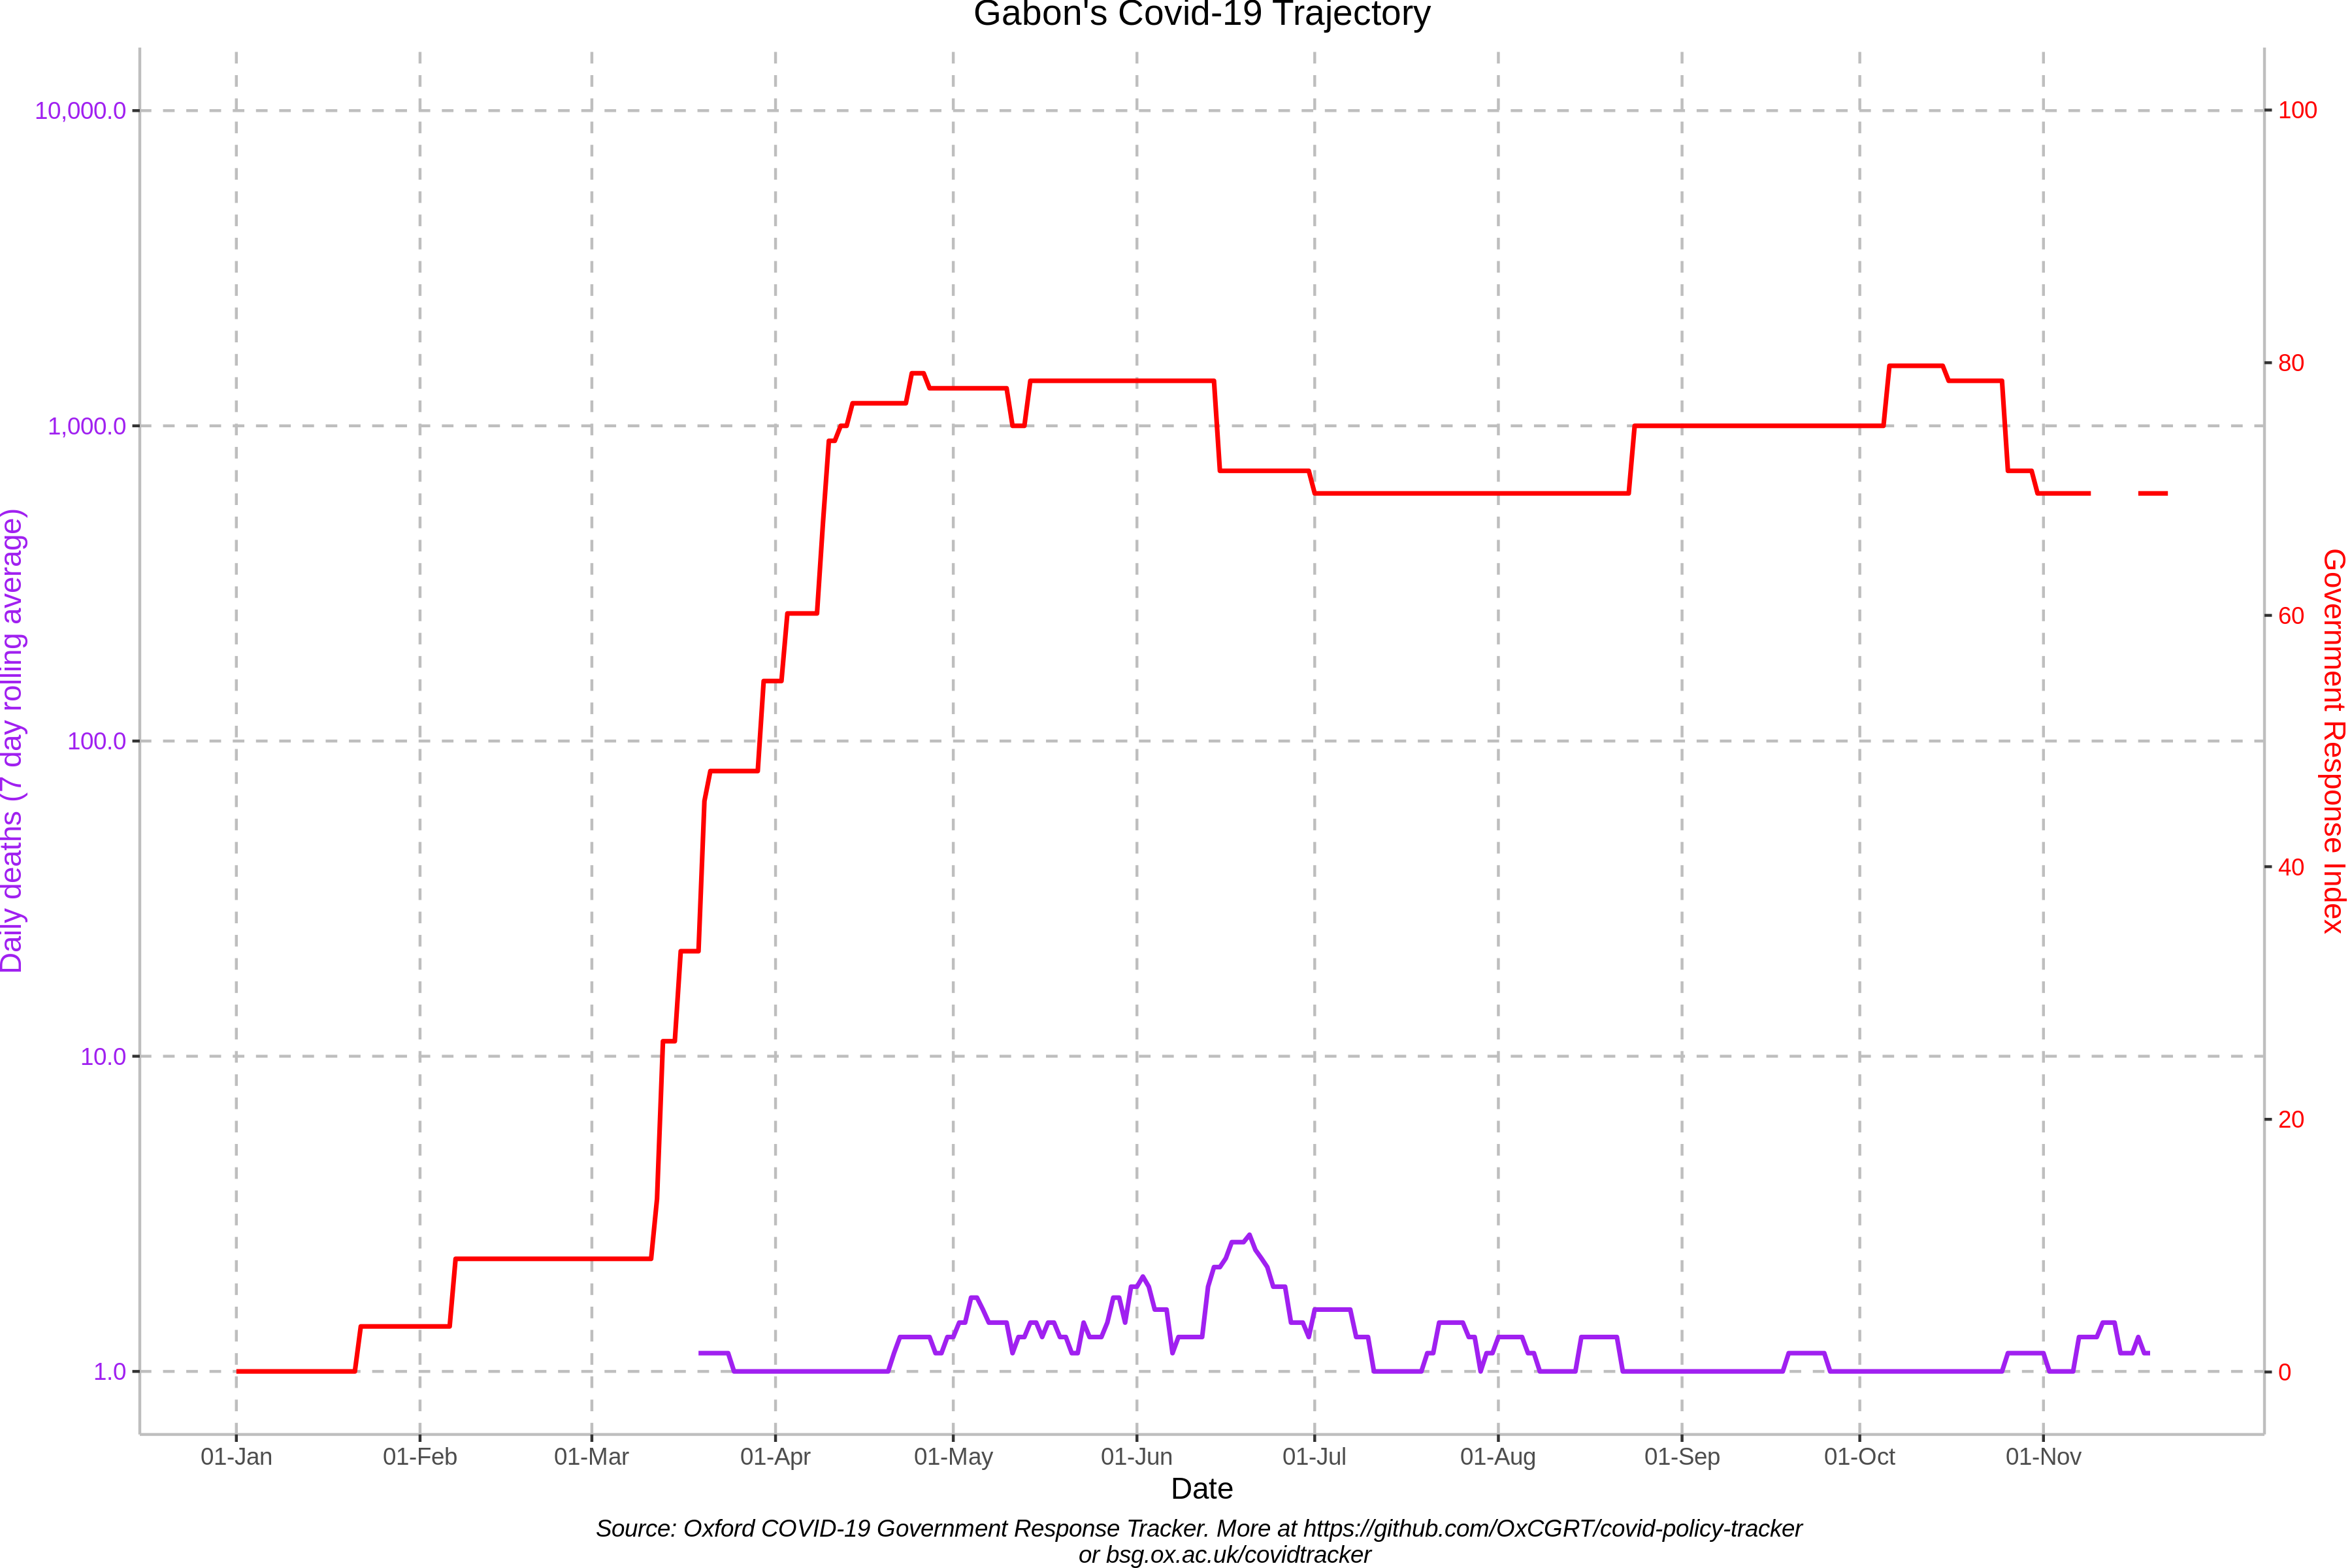 Gabon's Covid-19 Trajectory
10,000.0
1,000.0
100.0
10.0
1.0
Daily deaths (7 day rolling average)
100
80
60
40
20
0
Government Response Index
01-Jan
01-Feb
01-Mar
01-Apr
01-May
01-Jun
01-Jul
01-Aug
01-Sep
01-Oct
01-Nov
Date
Source: Oxford COVID-19 Government Response Tracker. More at https://github.com/OxCGRT/covid-policy-tracker
or bsg.ox.ac.uk/covidtracker